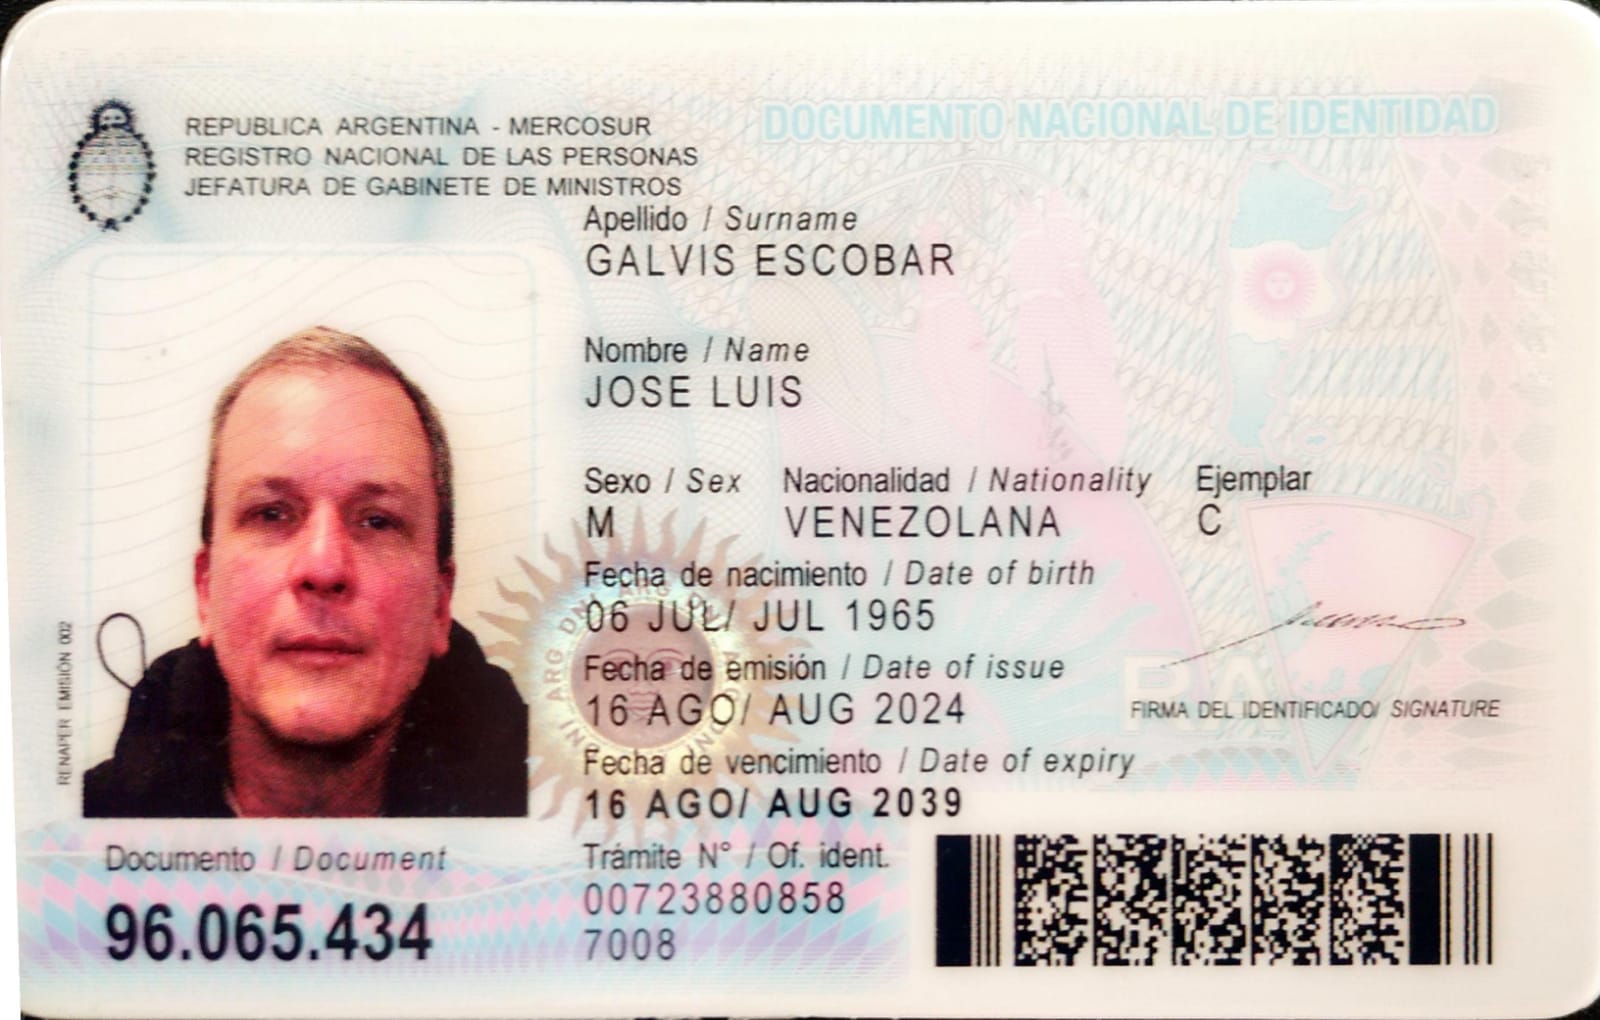 REPUBLICA ARGENTINA - MERCOSUR
REGISTRO NACIONAL DE LAS PERSONAS
JEFATURA DE GABINETE DE MINISTROS
DOCUMENTO NACIONAL DE IDENTIDAD
Apellido / Surname
GALVIS ESCOBAR
Nombre / Name
JOSE LUIS
Sexo / Sex Nacionalidad / Nationality Ejemplar
M VENEZOLANA C
Fecha de nacimiento / Date of birth
06 JUL/ JUL 1965
Fecha de emisión / Date of issue
16 AGO/ AUG 2024
FIRMA DEL IDENTIFICADO/ SIGNATURE
Fecha de vencimiento / Date of expiry
16 AGO/ AUG 2039
RENAPER EMISIÓN 002
Documento / Document
96.065.434
Trámite N° / Of. ident.
00723880858
7008
RA